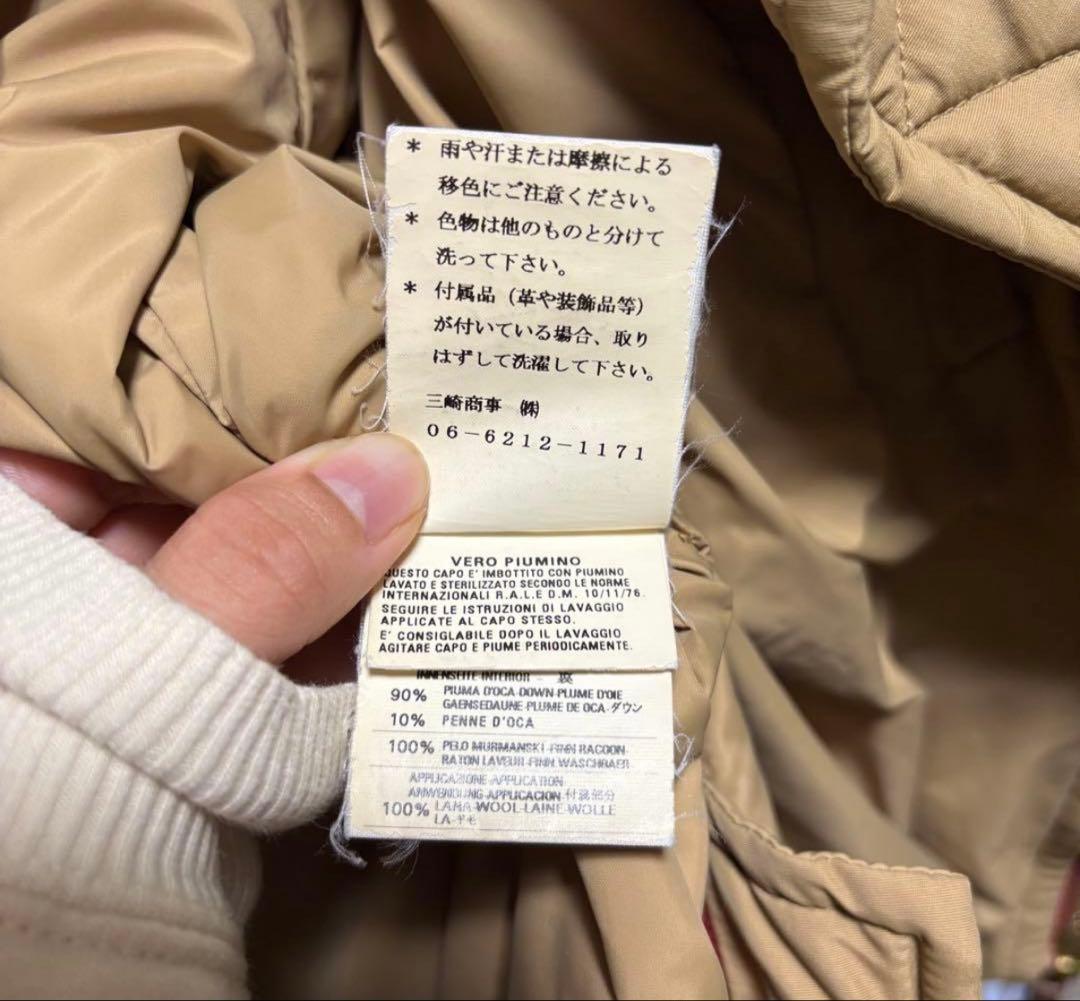 * 雨や汗または摩擦による
移色にご注意ください。
* 色物は他のものと分けて
洗って下さい。
* 付属品（革や装飾品等）
が付いている場合、取り
はずして洗濯して下さい。
三崎商事 ㈱
06-6212-1171
VERO PIUMINO
QUESTO CAPO E' IMBOTTITO CON PIUMINO
LAVATO E STERILIZZATO SECONDO LE NORME
INTERNAZIONALI R.A.L.E D.M. 10/11/76.
SEGUIRE LE ISTRUZIONI DI LAVAGGIO
APPLICATE AL CAPO STESSO.
E' CONSIGLIABILE DOPO IL LAVAGGIO
AGITARE CAPO E PIUME PERIODICAMENTE.
INNENSEITE-INTERIOR - 裏
90% PIUMA D'OCA-DOWN-PLUME D'OIE
GAENSEDAUNE-PLUME DE OCA-ダウン
10% PENNE D'OCA
100% PELO MURMANSKI-FINN RACOON
RATON LAVEUR-FINN WASCHBAER
APPLICAZIONE-APPLICATION
ANWENDUNG-APPLICACION-付属部分
100% LANA-WOOL-LAINE-WOLLE
LA-ギモ